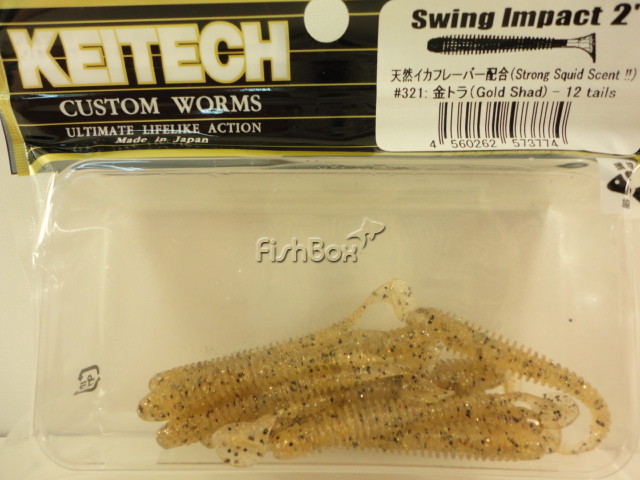 KEITECH
CUSTOM WORMS
ULTIMATE LIFELIKE ACTION
Made in Japan
Swing Impact 2"
天然イカフレーバー配合(Strong Squid Scent !!)
#321: 金トラ(Gold Shad) - 12 tails
4 560262 573774
FishBox